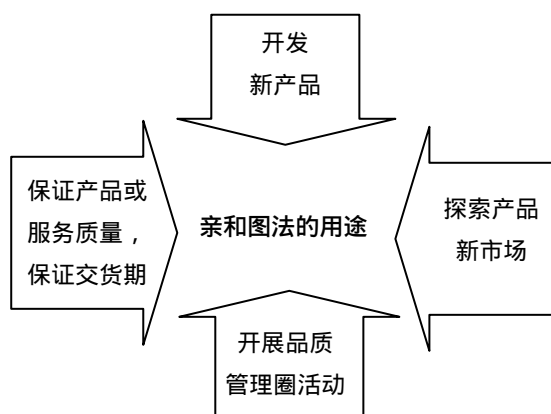 开发
新产品
保证产品或
服务质量，
保证交货期
亲和图法的用途
探索产品
新市场
开展品质
管理圈活动